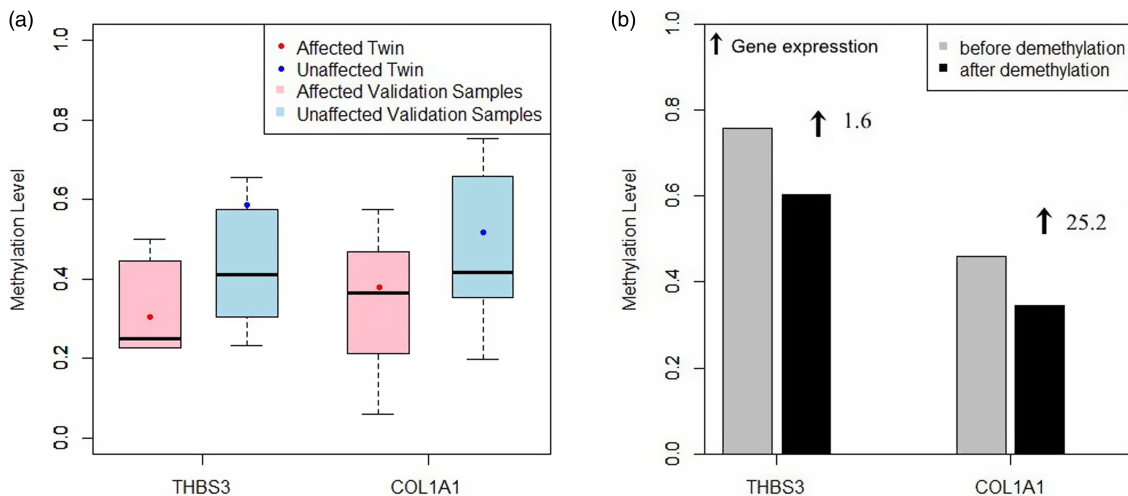 (a)
1.0
0.8
0.6
0.4
0.2
0.0
Methylation Level
Affected Twin
Unaffected Twin
Affected Validation Samples
Unaffected Validation Samples
THBS3
COL1A1
(b)
1.0
0.8
0.6
0.4
0.2
0.0
Methylation Level
↑ Gene expresstion
before demethylation
after demethylation
↑ 1.6
↑ 25.2
THBS3
COL1A1